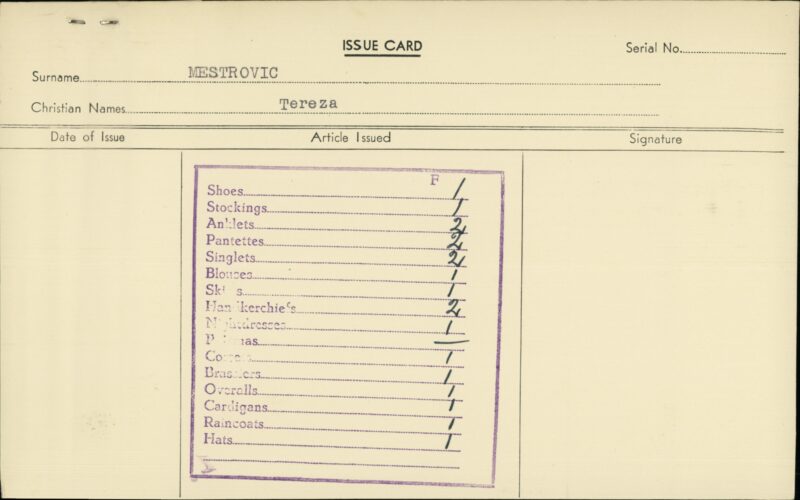 ISSUE CARD
Serial No.
Surname MESTROVIC
Christian Names Tereza
Date of Issue Article Issued Signature
F
Shoes 1
Stockings 1
Anklets 2
Pantettes 2
Singlets 2
Blouses 1
1
Handkerchiefs 2
Nightdresses 1
—
1
1
Overalls 1
Cardigans 1
Raincoats 1
Hats 1